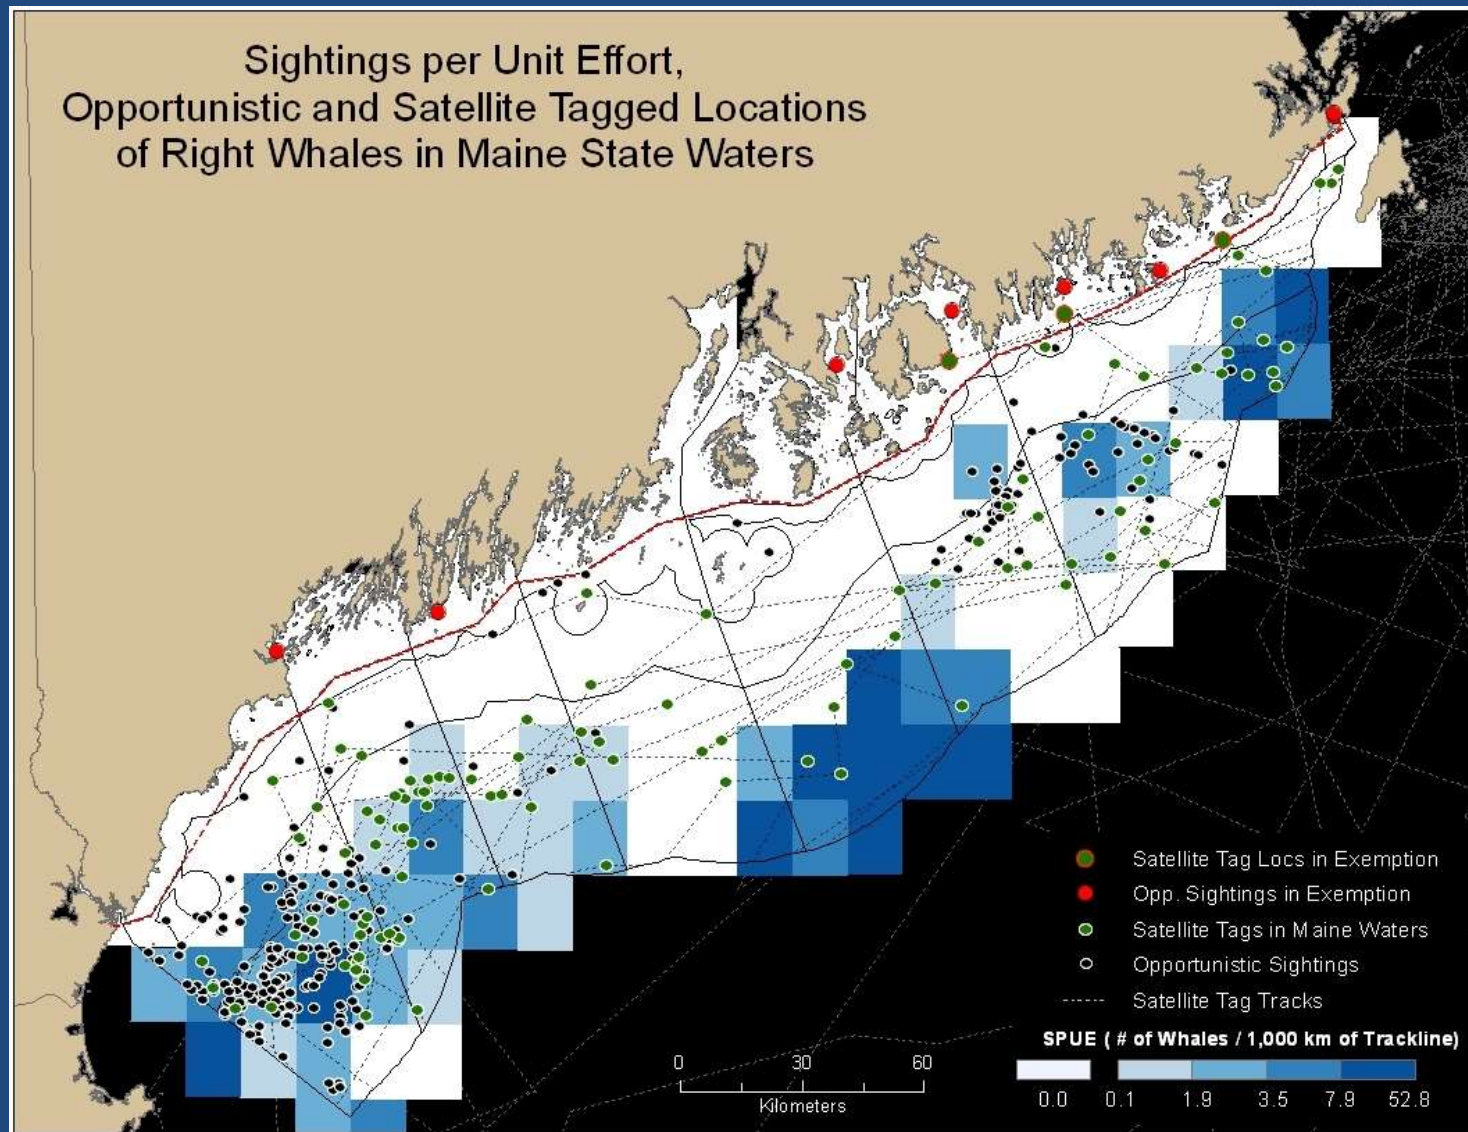 Sightings per Unit Effort,
Opportunistic and Satellite Tagged Locations
of Right Whales in Maine State Waters
Satellite Tag Locs in Exemption
Opp. Sightings in Exemption
Satellite Tags in Maine Waters
Opportunistic Sightings
Satellite Tag Tracks
SPUE ( # of Whales / 1,000 km of Trackline)
0.0 0.1 1.9 3.5 7.9 52.8
0 30 60
Kilometers